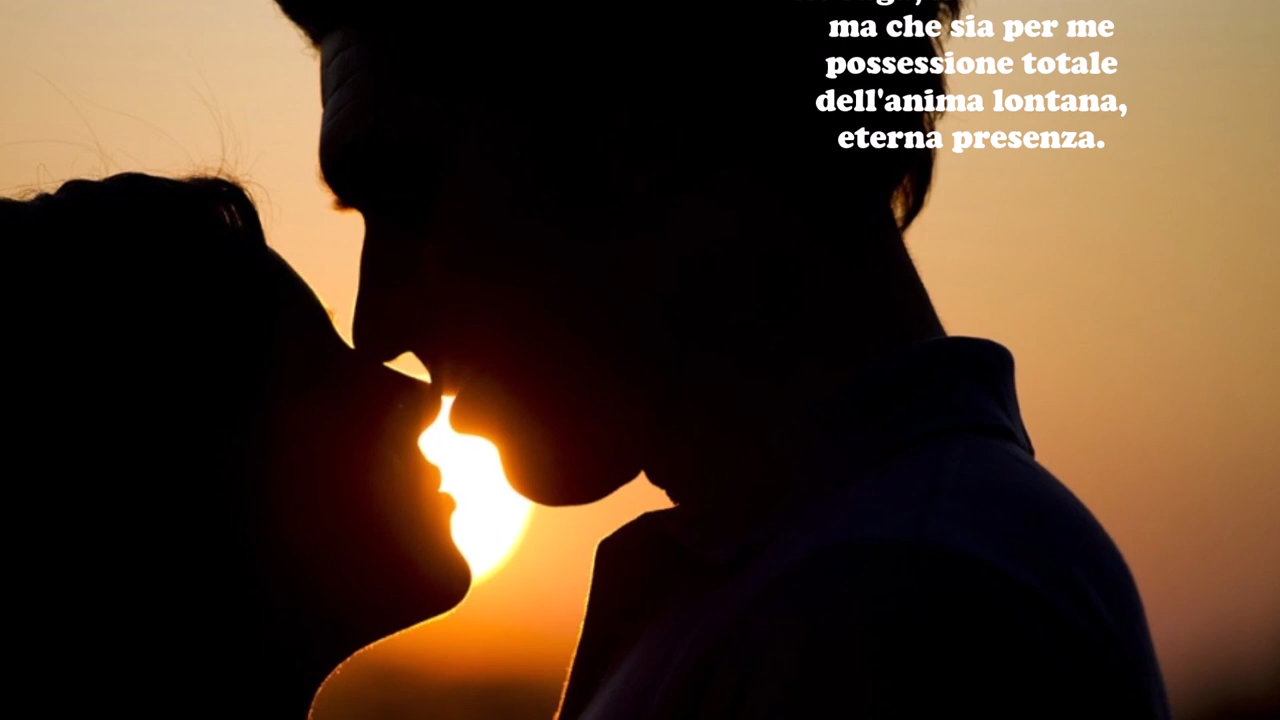 ma che sia per me
possessione totale
dell'anima lontana,
eterna presenza.